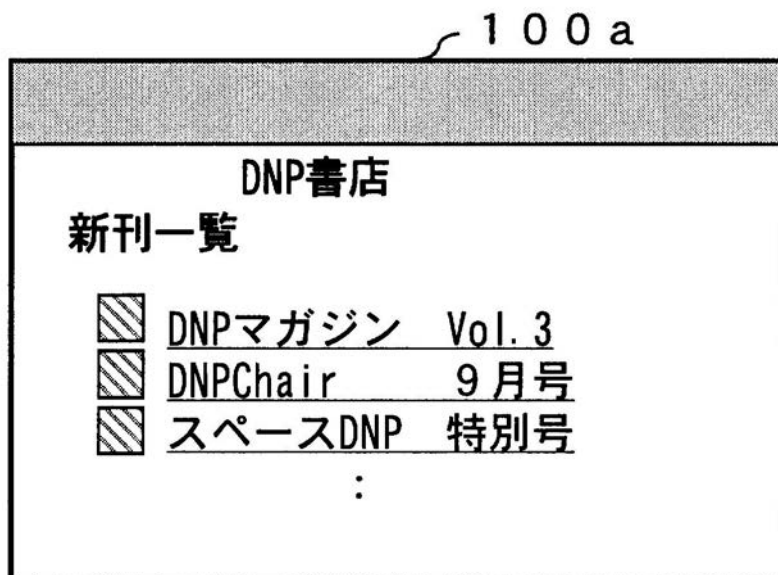 １００ａ
DNP書店
新刊一覧
DNPマガジン　Vol.3
DNPChair　９月号
スペースDNP　特別号
：